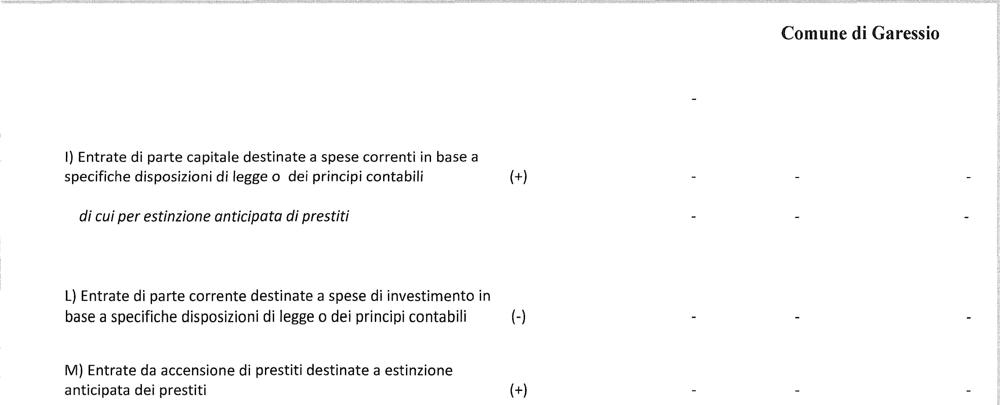 Comune di Garessio
-
I) Entrate di parte capitale destinate a spese correnti in base a
specifiche disposizioni di legge o dei principi contabili (+) - - -
di cui per estinzione anticipata di prestiti - - -
L) Entrate di parte corrente destinate a spese di investimento in
base a specifiche disposizioni di legge o dei principi contabili (-) - - -
M) Entrate da accensione di prestiti destinate a estinzione
anticipata dei prestiti (+) - - -